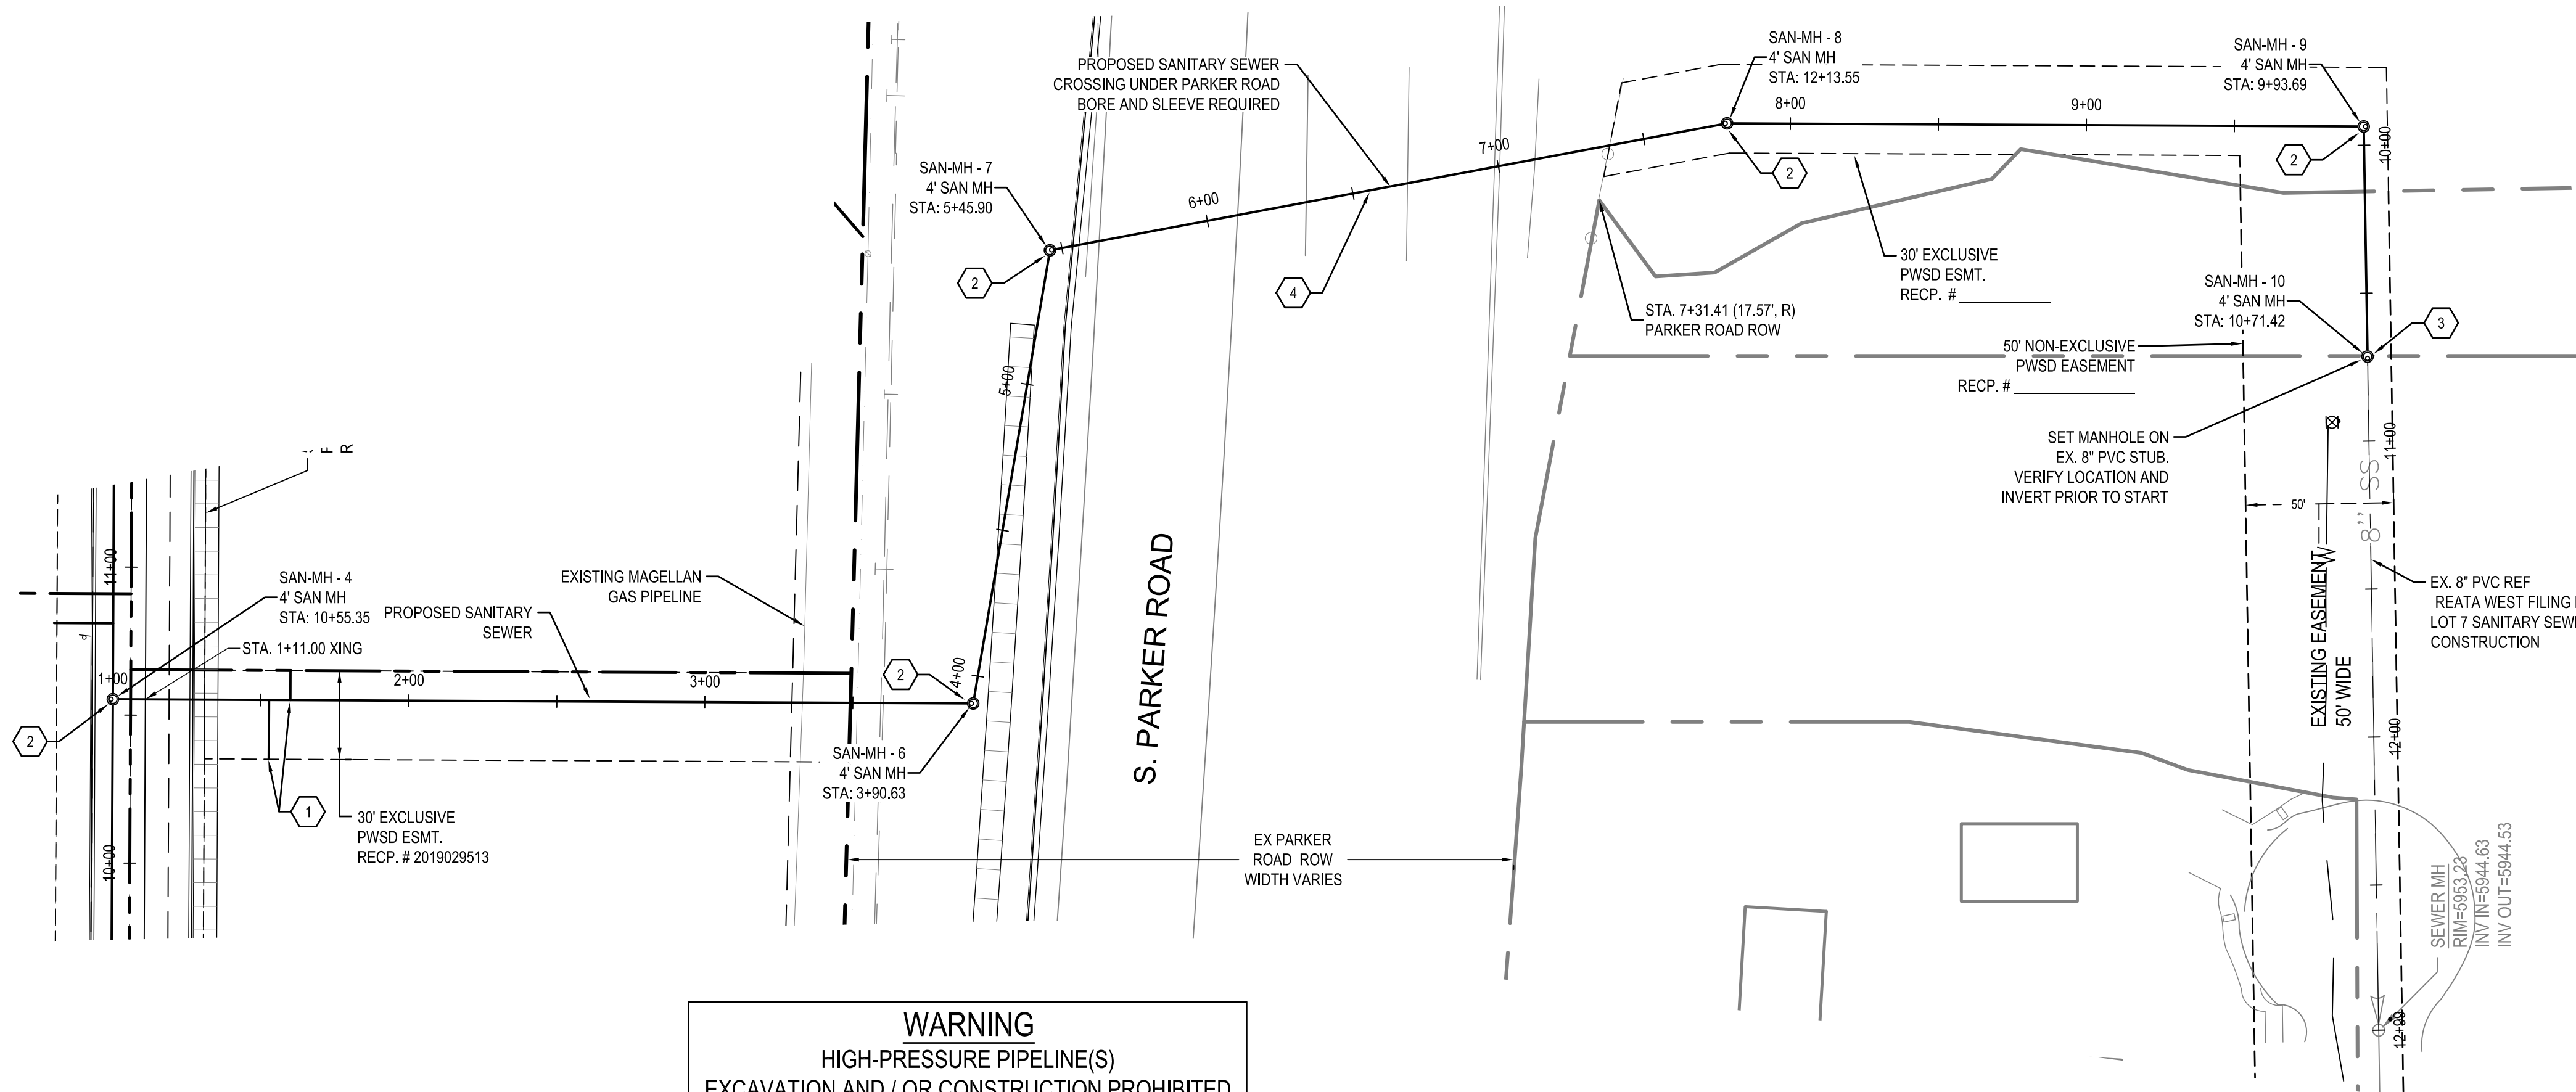 PROPOSED SANITARY SEWER
CROSSING UNDER PARKER ROAD
BORE AND SLEEVE REQUIRED
SAN-MH - 8
4' SAN MH
STA: 12+13.55
SAN-MH - 9
4' SAN MH
STA: 9+93.69
8+00
9+00
10+00
2
2
7+00
6+00
SAN-MH - 7
4' SAN MH
STA: 5+45.90
2
4
30' EXCLUSIVE
PWSD ESMT.
RECP. #
STA. 7+31.41 (17.57', R)
PARKER ROAD ROW
SAN-MH - 10
4' SAN MH
STA: 10+71.42
3
50' NON-EXCLUSIVE
PWSD EASEMENT
RECP. #
SET MANHOLE ON
EX. 8" PVC STUB.
VERIFY LOCATION AND
INVERT PRIOR TO START
5+00
11+00
8'' SS
50'
F
R
11+00
SAN-MH - 4
4' SAN MH
STA: 10+55.35
STA. 1+11.00 XING
PROPOSED SANITARY
SEWER
EXISTING MAGELLAN
GAS PIPELINE
S. PARKER ROAD
EXISTING EASEMENT
50' WIDE
W
EX. 8" PVC REF
REATA WEST FILING
LOT 7 SANITARY SEW
CONSTRUCTION
1+00
2+00
3+00
4+00
2
2
12+00
SAN-MH - 6
4' SAN MH
STA: 3+90.63
1
30' EXCLUSIVE
PWSD ESMT.
RECP. # 2019029513
10+00
EX PARKER
ROAD ROW
WIDTH VARIES
SEWER MH
RIM=5953.23
INV IN=5944.63
INV OUT=5944.53
12+99
WARNING
HIGH-PRESSURE PIPELINE(S)
EXCAVATION AND / OR CONSTRUCTION PROHIBITED